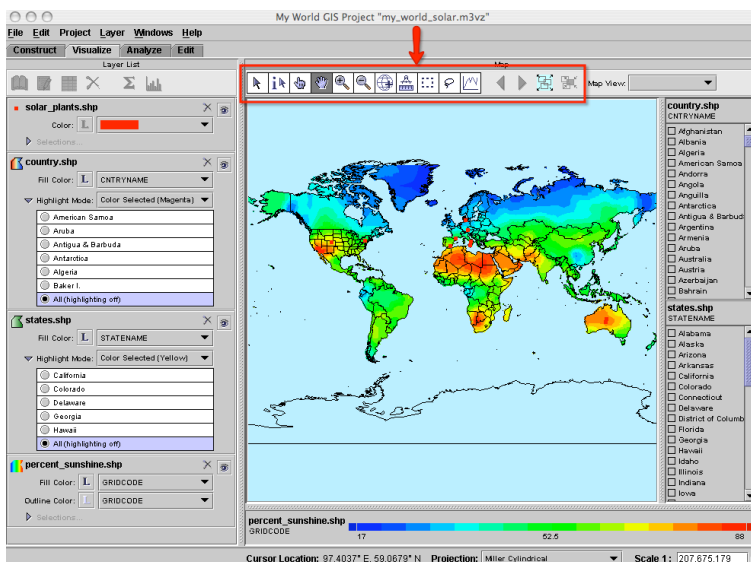 My World GIS Project "my_world_solar.m3vz"
File Edit Project Layer Windows Help
Construct Visualize Analyze Edit
Layer List
Map
Map View:
solar_plants.shp
Color: L
Selections...
country.shp
Fill Color: L CNTRYNAME
Highlight Mode: Color Selected (Magenta)
American Samoa
Aruba
Antigua & Barbuda
Antarctica
Algeria
Baker I.
All (highlighting off)
states.shp
Fill Color: L STATENAME
Highlight Mode: Color Selected (Yellow)
California
Colorado
Delaware
Georgia
Hawaii
All (highlighting off)
percent_sunshine.shp
Fill Color: L GRIDCODE
Outline Color: L GRIDCODE
Selections...
country.shp
CNTRYNAME
Afghanistan
Albania
Algeria
American Samoa
Andorra
Angola
Anguilla
Antarctica
Antigua & Barbud
Argentina
Armenia
Aruba
Australia
Austria
Azerbaijan
Bahrain
states.shp
STATENAME
Alabama
Alaska
Arizona
Arkansas
California
Colorado
Connecticut
Delaware
District of Columb
Florida
Georgia
Hawaii
Idaho
Illinois
Indiana
Iowa
percent_sunshine.shp
GRIDCODE
17 52.5 88
Cursor Location: 97.4037° E, 59.0679° N Projection: Miller Cylindrical Scale 1: 207,675,179